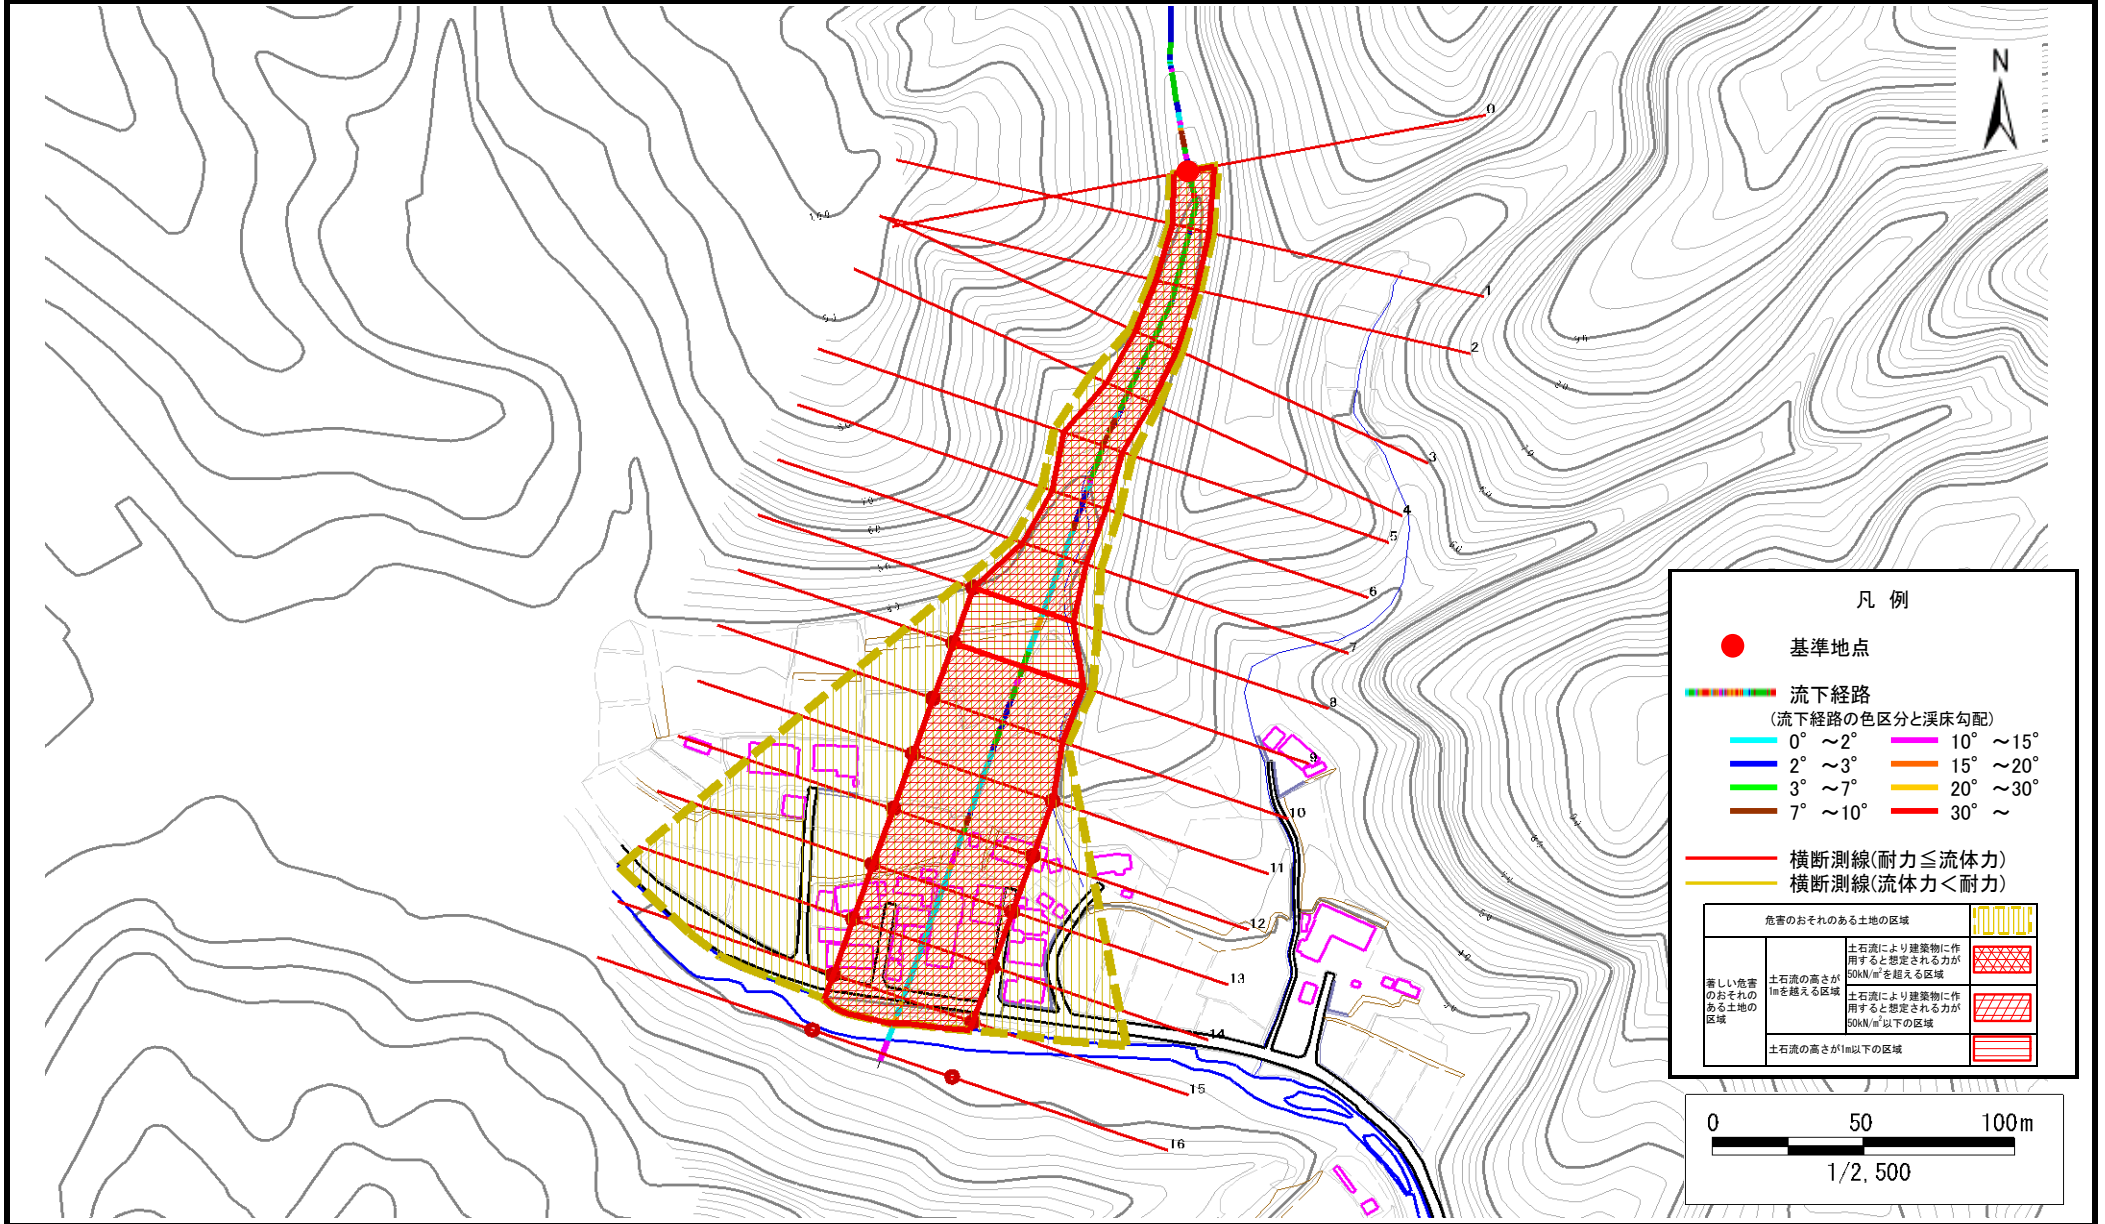 N
0
1
2
3
4
5
6
7
8
9
10
11
12
13
14
15
16
凡 例
基準地点
流下経路
(流下経路の色区分と渓床勾配)
0° ～2°
10° ～15°
2° ～3°
15° ～20°
3° ～7°
20° ～30°
7° ～10°
30° ～
横断測線(耐力≦流体力)
横断測線(流体力＜耐力)
危害のおそれのある土地の区域
著しい危害
のおそれの
ある土地の
区域
土石流の高さが
1mを越える区域
土石流により建築物に作
用すると想定される力が
50kN/m²を超える区域
土石流により建築物に作
用すると想定される力が
50kN/m²以下の区域
土石流の高さが1m以下の区域
0 50 100m
1/2,500